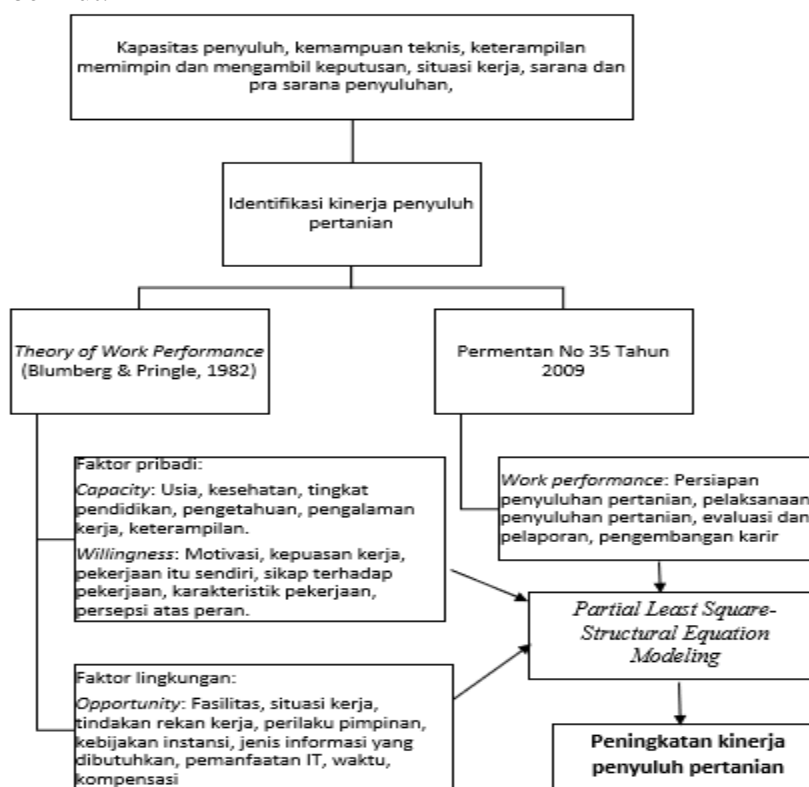 Kapasitas penyuluh, kemampuan teknis, keterampilan
memimpin dan mengambil keputusan, situasi kerja, sarana dan
pra sarana penyuluhan,
Identifikasi kinerja penyuluh
pertanian
Theory of Work Performance
(Blumberg & Pringle, 1982)
Permentan No 35 Tahun
2009
Faktor pribadi:
Capacity: Usia, kesehatan, tingkat
pendidikan, pengetahuan, pengalaman
kerja, keterampilan.
Willingness: Motivasi, kepuasan kerja,
pekerjaan itu sendiri, sikap terhadap
pekerjaan, karakteristik pekerjaan,
persepsi atas peran.
Work performance: Persiapan
penyuluhan pertanian, pelaksanaan
penyuluhan pertanian, evaluasi dan
pelaporan, pengembangan karir
Partial Least Square-
Structural Equation
Modeling
Faktor lingkungan:
Opportunity: Fasilitas, situasi kerja,
tindakan rekan kerja, perilaku pimpinan,
kebijakan instansi, jenis informasi yang
dibutuhkan, pemanfaatan IT, waktu,
kompensasi
Peningkatan kinerja
penyuluh pertanian